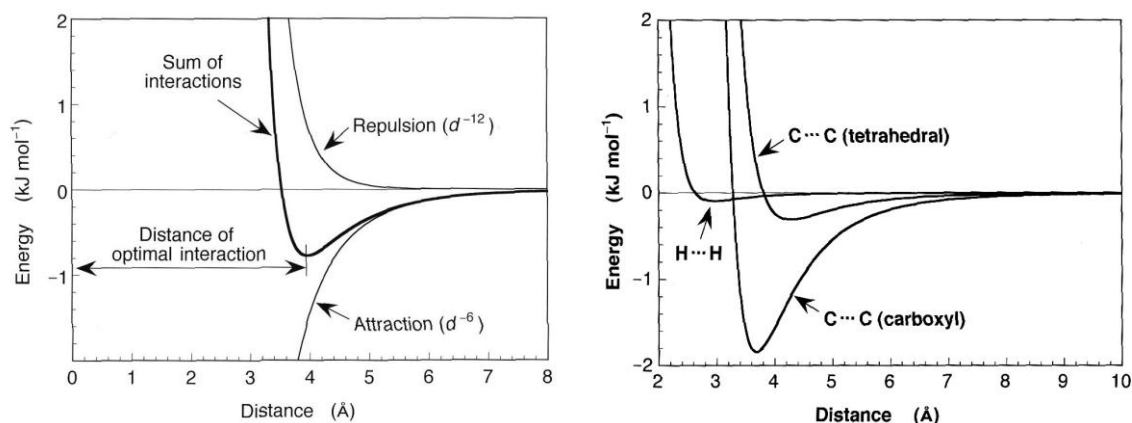 2
Sum of
interactions
1
Repulsion (d⁻¹²)
0
Energy (kJ mol⁻¹)
Distance of
optimal interaction
−1
Attraction (d⁻⁶)
0 1 2 3 4 5 6 7 8
Distance (Å)
2
1
C ··· C (tetrahedral)
0
Energy (kJ mol⁻¹)
H ··· H
−1
C ··· C (carboxyl)
−2
2 3 4 5 6 7 8 9 10
Distance (Å)